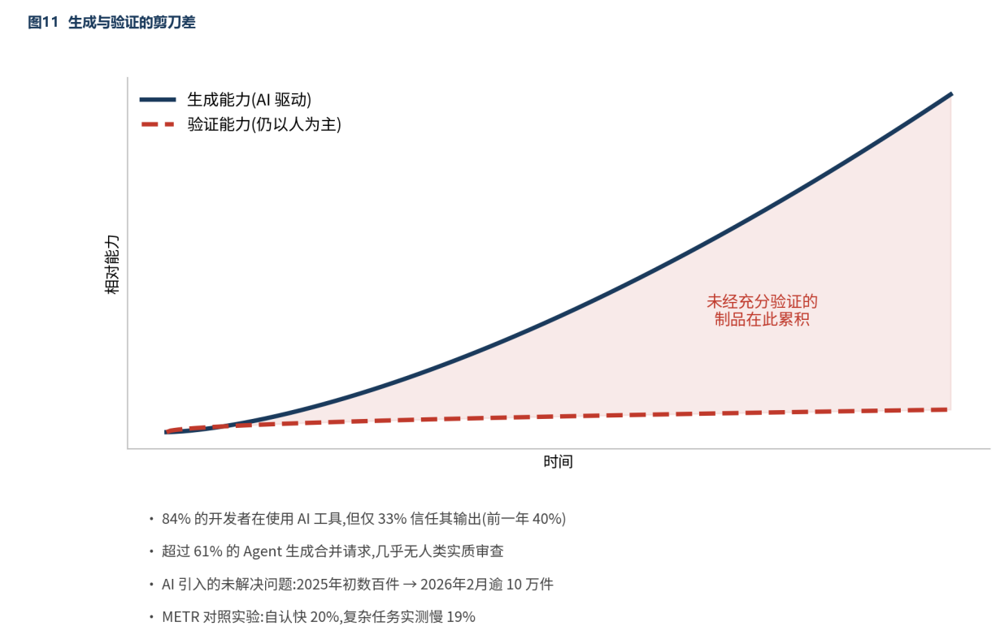 图11 生成与验证的剪刀差
生成能力(AI 驱动)
验证能力(仍以人为主)
相对能力
未经充分验证的
制品在此累积
时间
• 84% 的开发者在使用 AI 工具,但仅 33% 信任其输出(前一年 40%)
• 超过 61% 的 Agent 生成合并请求,几乎无人类实质审查
• AI 引入的未解决问题:2025年初数百件 → 2026年2月逾 10 万件
• METR 对照实验:自认快 20%,复杂任务实测慢 19%